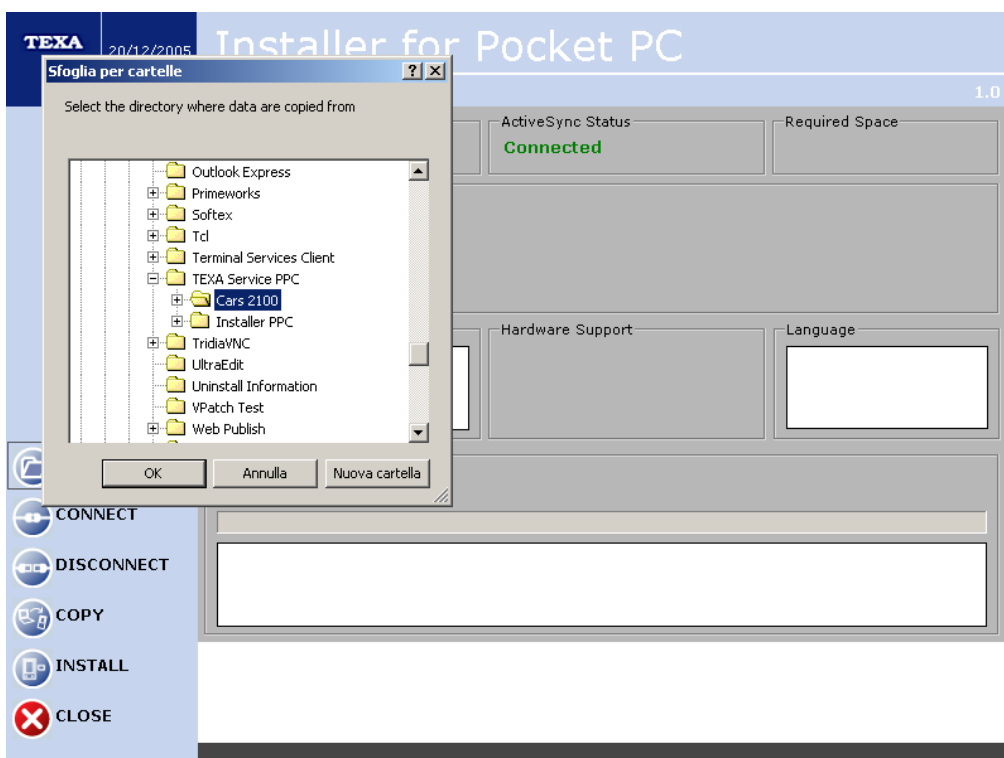 TEXA
20/12/2005
Installer for Pocket PC
1.0
Sfoglia per cartelle
Select the directory where data are copied from
Outlook Express
Primeworks
Softex
Tcl
Terminal Services Client
TEXA Service PPC
Cars 2100
Installer PPC
TridiaVNC
UltraEdit
Uninstall Information
VPatch Test
Web Publish
OK
Annulla
Nuova cartella
ActiveSync Status
Connected
Required Space
Hardware Support
Language
CONNECT
DISCONNECT
COPY
INSTALL
CLOSE